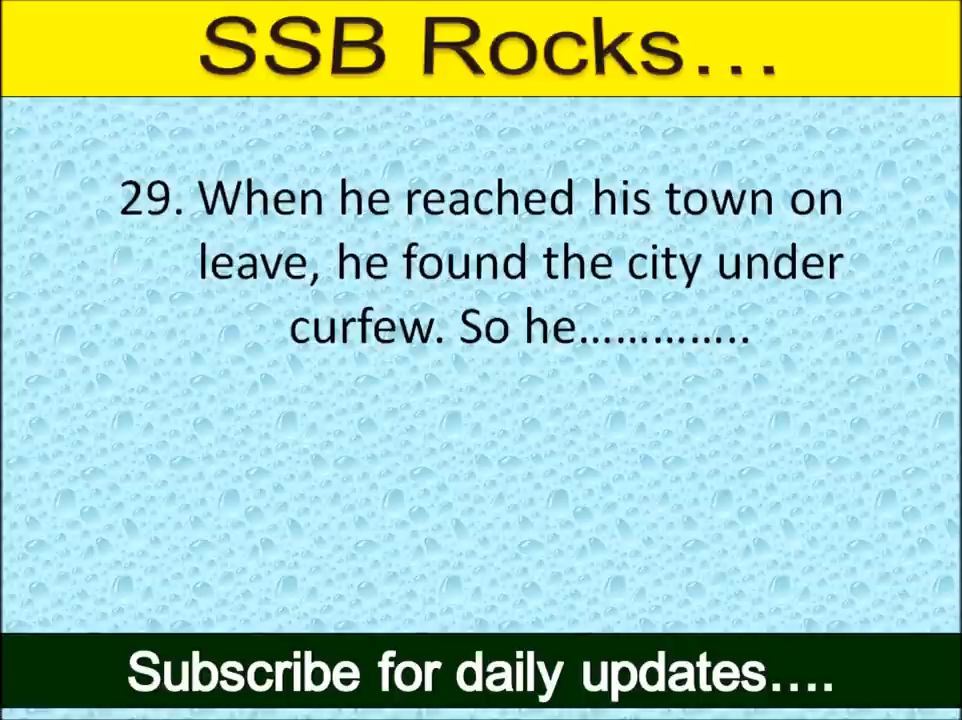 SSB Rocks...
29. When he reached his town on
leave, he found the city under
curfew. So he…………..
Subscribe for daily updates....